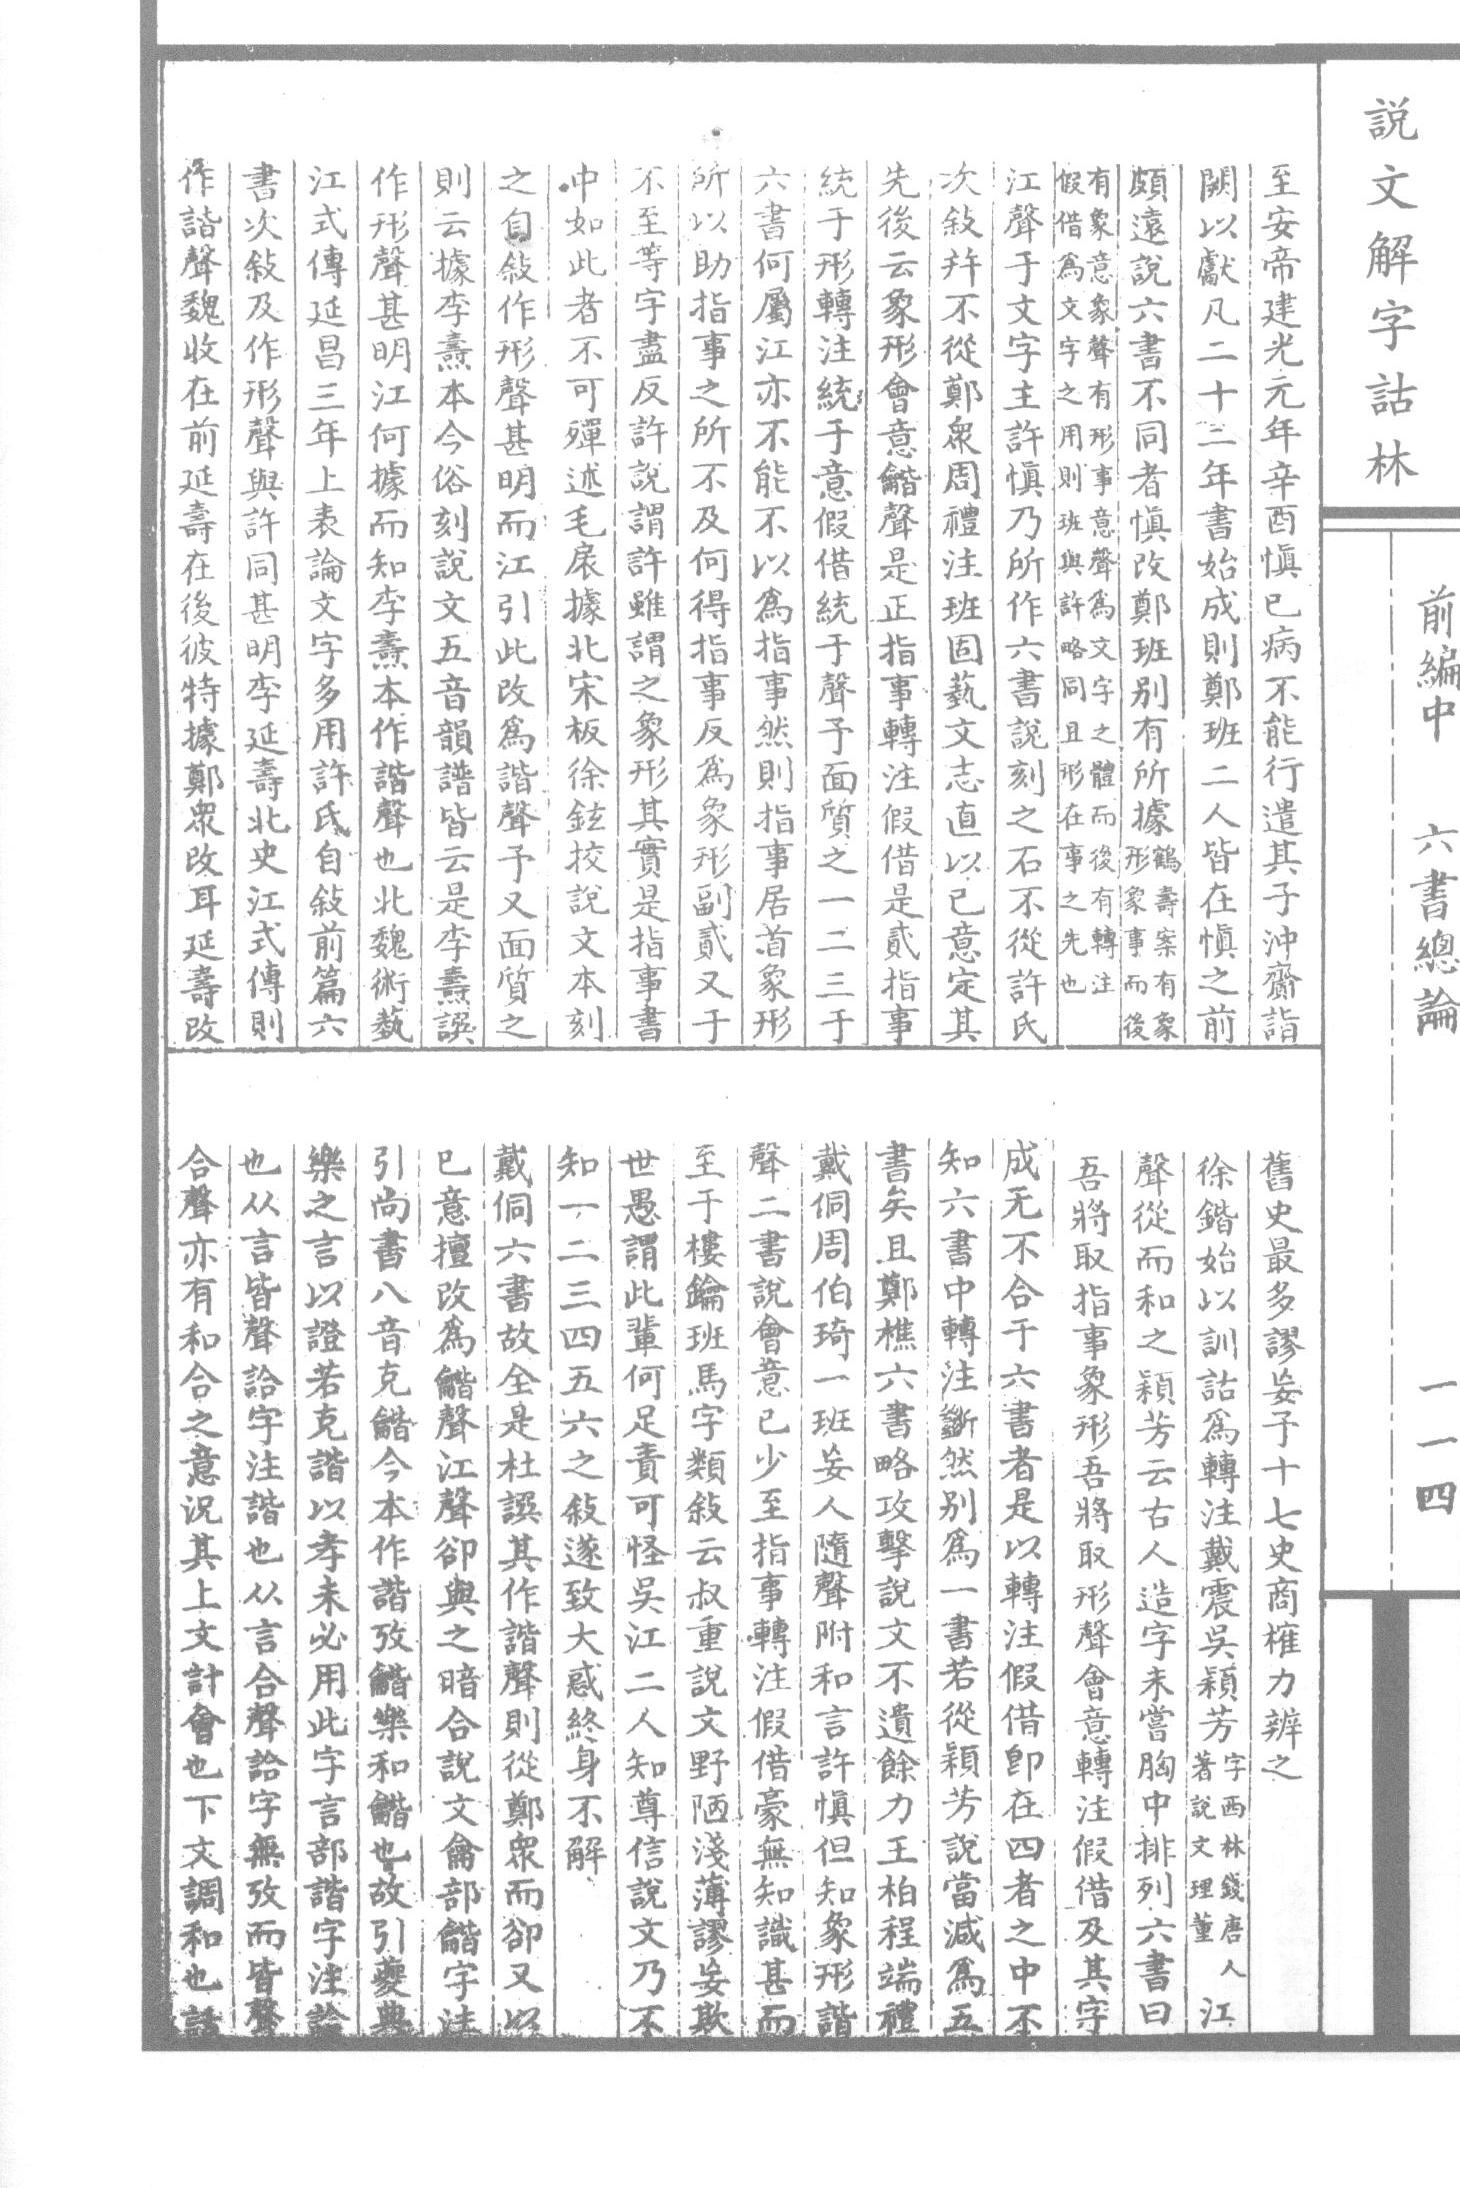 説文解字詁林
前編中　六書總論
一一四
至安帝建光元年辛酉愼已病不能行遣其子沖齎詣
闕以獻凡二十二年書始成則鄭班二人皆在愼之前
頗遠說六書不同者愼改鄭班别有所據鶴壽案有象形象事而後
有象意象聲有形事意聲爲文字之體而後有轉注假借爲文字之用則班與許略同且形在事之先也
江聲于文字主許愼乃所作六書說刻之石不從許氏
次敍幷不從鄭衆周禮注班固藝文志直以已意定其
先後云象形會意龤聲是正指事轉注假借是貳指事
統于形轉注統于意假借統于聲予面質之一二三于
六書何屬江亦不能不以爲指事然則指事居首象形
所以助指事之所不及何得指事反爲象形副貳又于
不至等字盡反許說謂許雖謂之象形其實是指事書
中如此者不可殫述毛扆據北宋板徐鉉挍說文本刻
之自敍作形聲甚明而江引此改爲諧聲予又面質之
則云據李燾本今俗刻說文五音韻譜皆云是李燾譔
作形聲甚明江何據而知李燾本作諧聲也北魏術藝
江式傳延昌三年上表論文字多用許氏自敍前篇六
書次敍及作形聲與許同甚明李延壽北史江式傳則
作諧聲魏收在前延壽在後彼特據鄭衆改耳延壽改
舊史最多謬妄予十七史商榷力辨之
徐鍇始以訓詁爲轉注戴震吳穎芳字西林錢唐人著說文理董江
聲從而和之穎芳云古人造字未嘗胸中排列六書曰
吾將取指事象形吾將取形聲會意轉注假借及其字
成无不合于六書者是以轉注假借卽在四者之中不
知六書中轉注斷然别爲一書若從穎芳說當減爲五
書矣且鄭樵六書略攻擊說文不遺餘力王柏程端禮
戴侗周伯琦一班妄人隨聲附和言許愼但知象形諧
聲二書說會意已少至指事轉注假借豪無知識甚而
至于樓鑰班馬字類敍云叔重說文野陋淺薄謬妄欺
世愚謂此輩何足責可怪吳江二人知尊信說文乃不
知一二三四五六之敍遂致大惑終身不解
戴侗六書故全是杜譔其作諧聲則從鄭衆而卻又以
已意擅改爲龤聲江聲卻與之暗合說文龠部龤字注
引尚書八音克龤今本作諧攷龤樂和龤也故引夔典
樂之言以證若克諧以孝未必用此字言部諧字注詥
也从言皆聲詥字注諧也从言合聲詥字無攷而皆聲
合聲亦有和合之意況其上文計會也下文調和也話